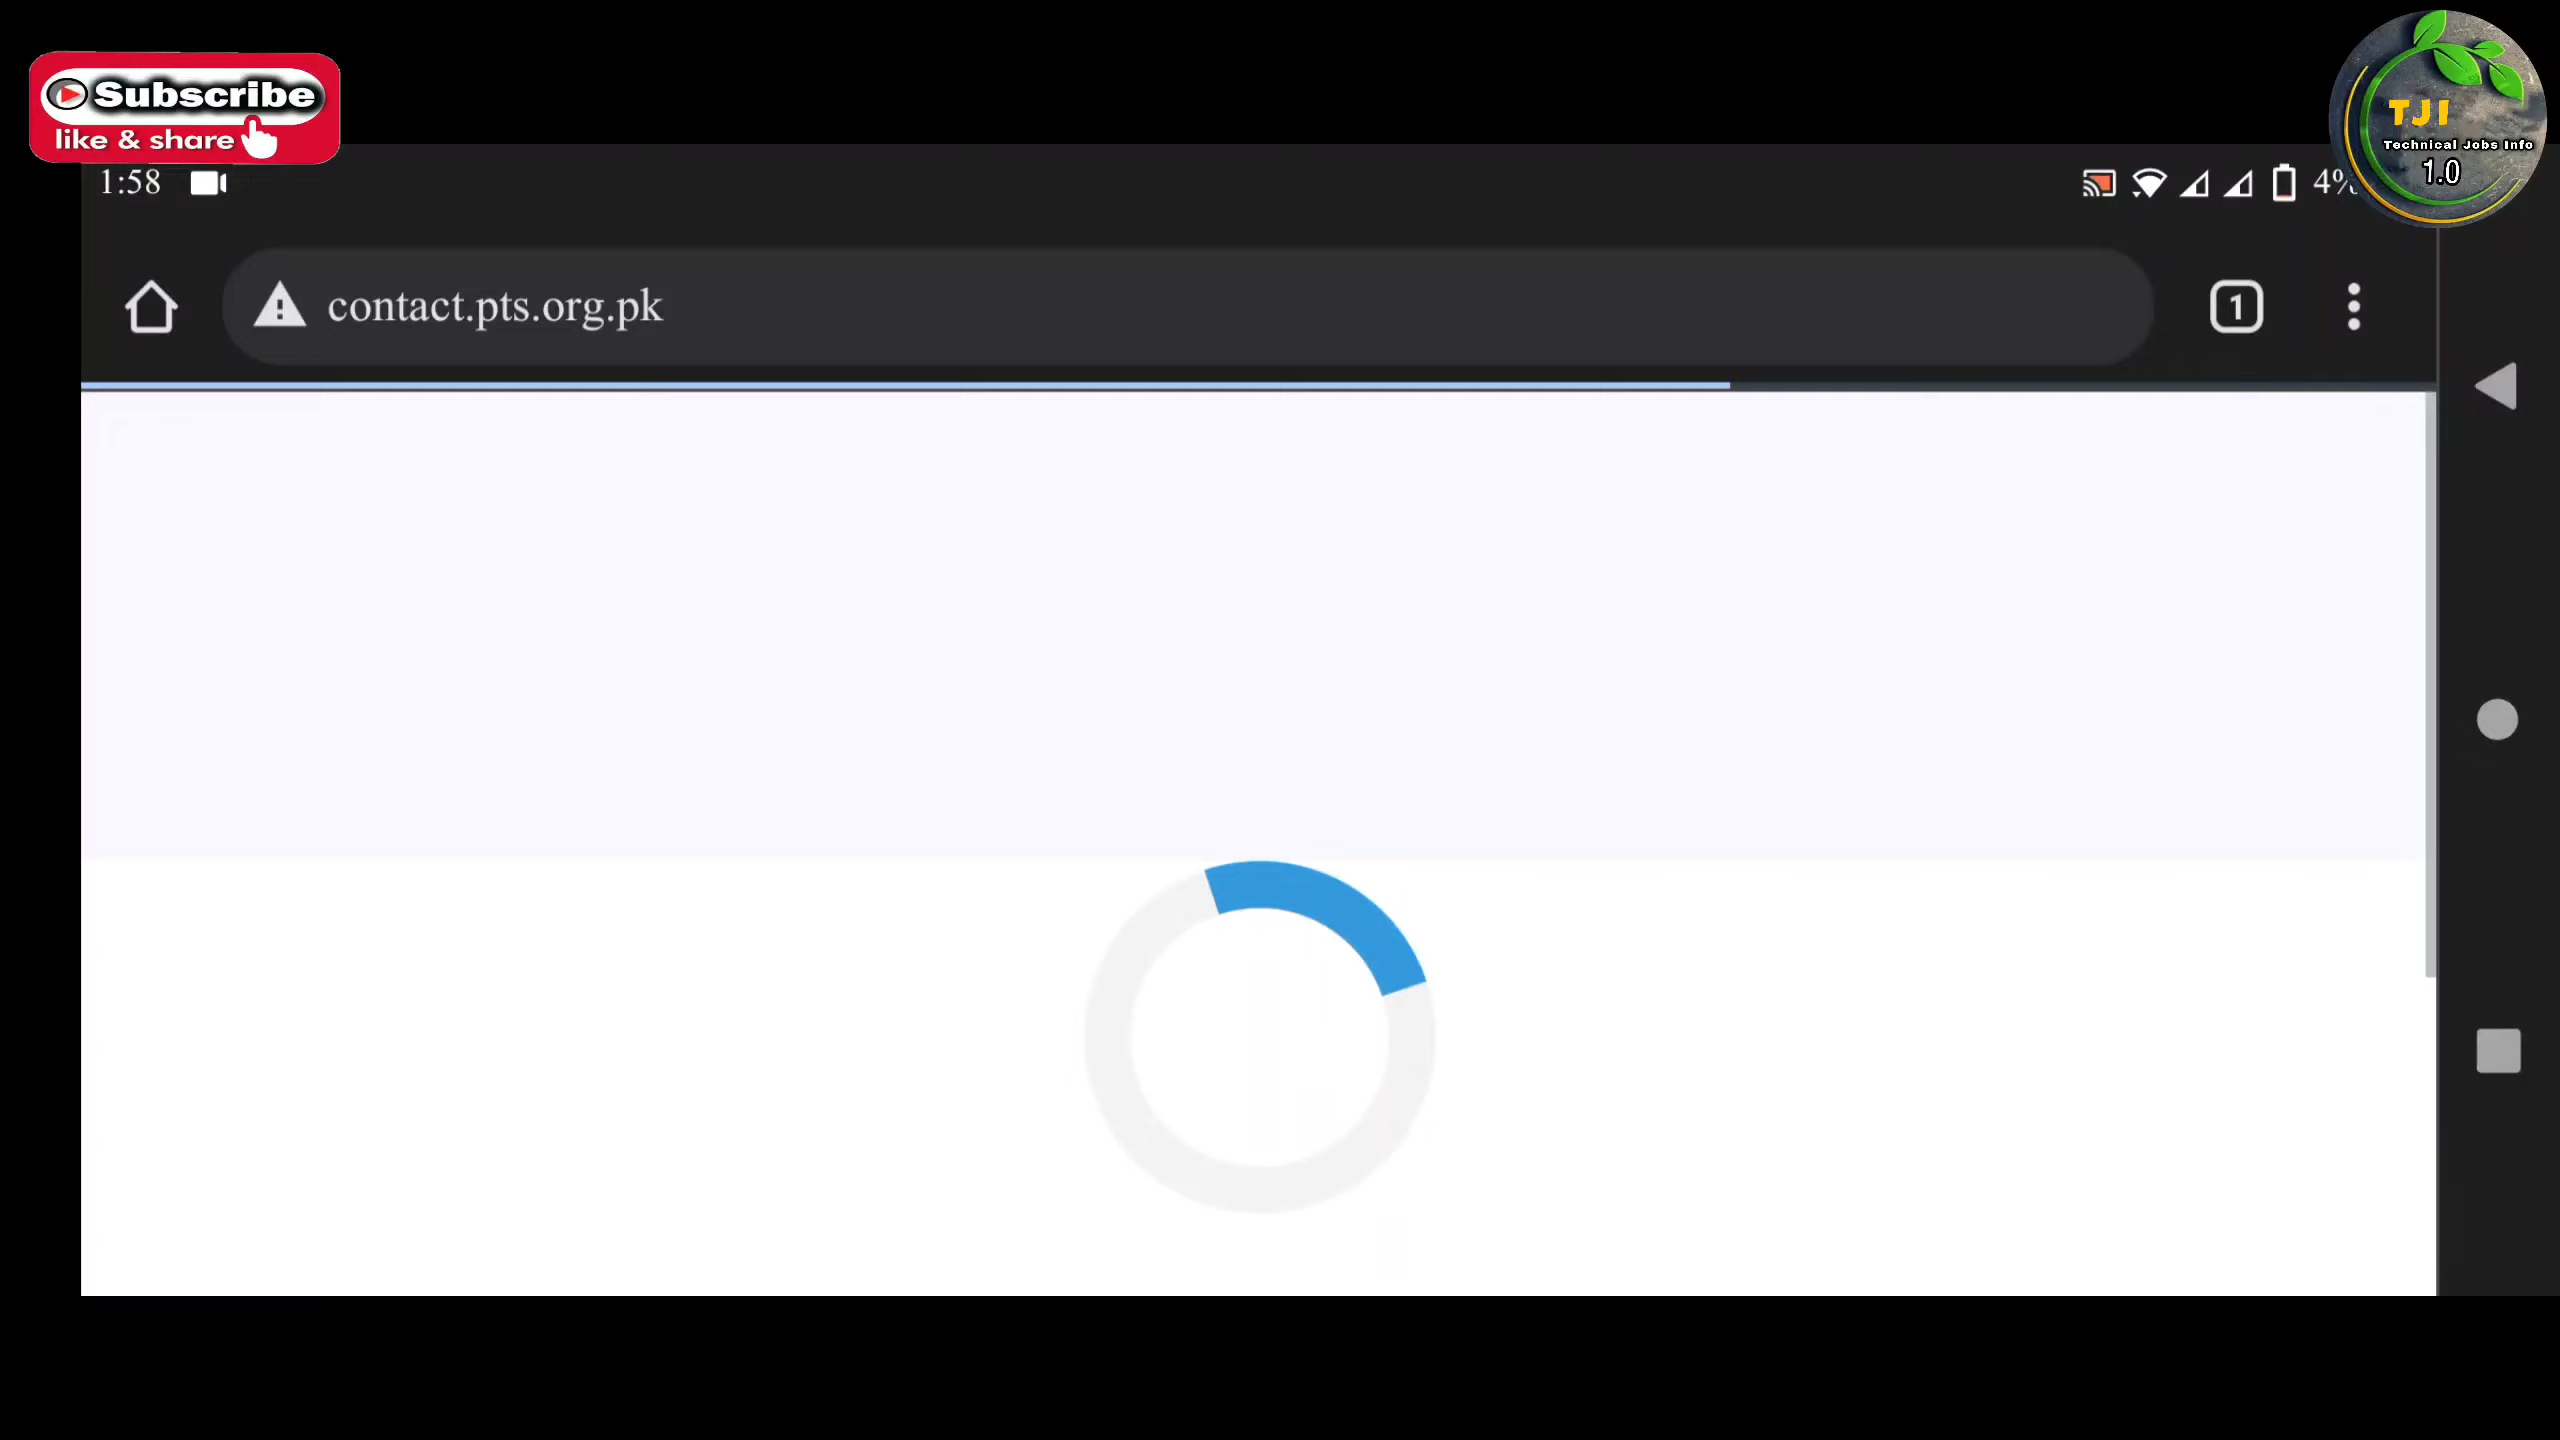 Subscribe
like & share
TJI
Technical Jobs Info
1.0
1:58
4%
contact.pts.org.pk
1